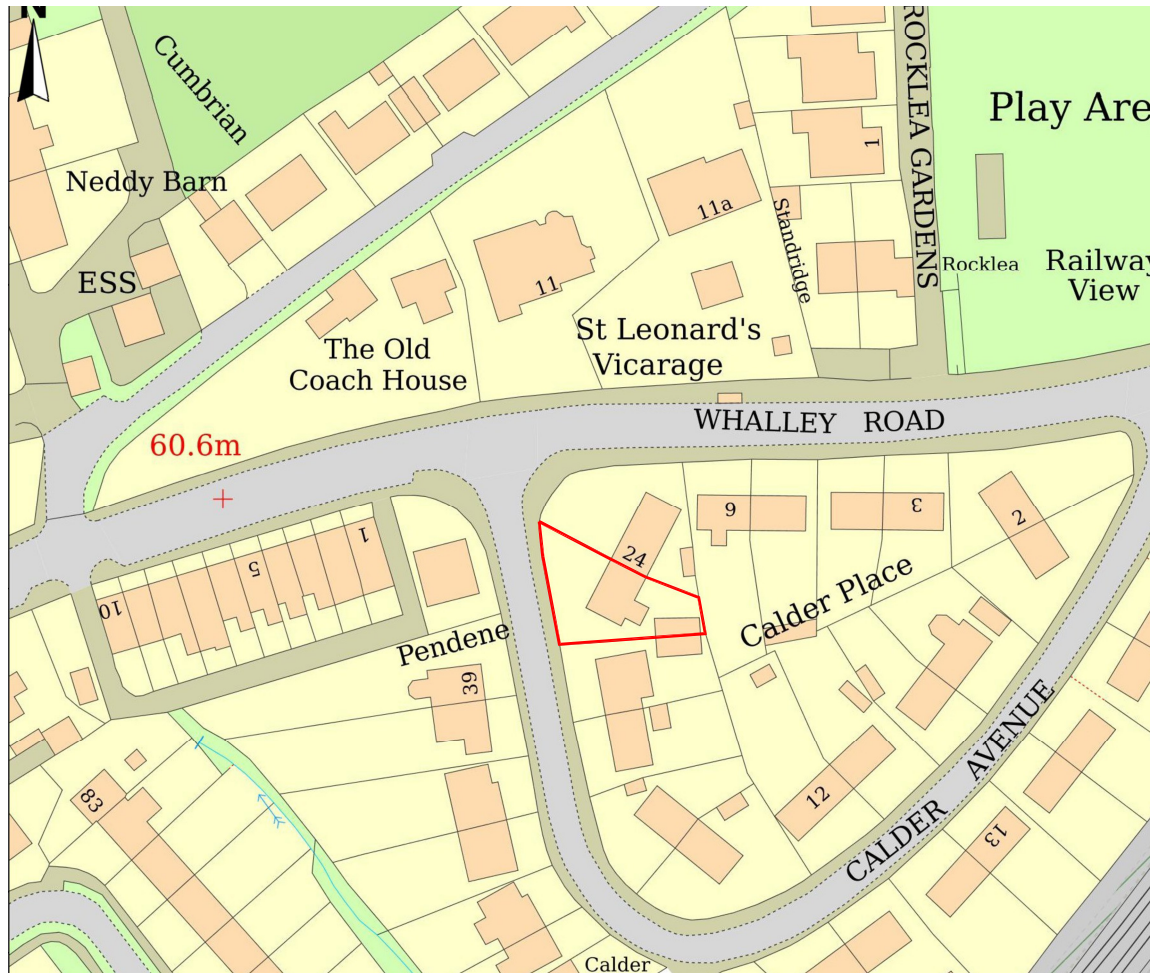 N
Cumbrian
Neddy Barn
ESS
ROCKLEA GARDENS
Play Are
1
11a
Standridge
11
Rocklea
Railway
View
The Old
Coach House
St Leonard's
Vicarage
WHALLEY ROAD
60.6m
1
5
10
24
6
3
2
Calder Place
Pendene
39
83
12
CALDER AVENUE
13
Calder